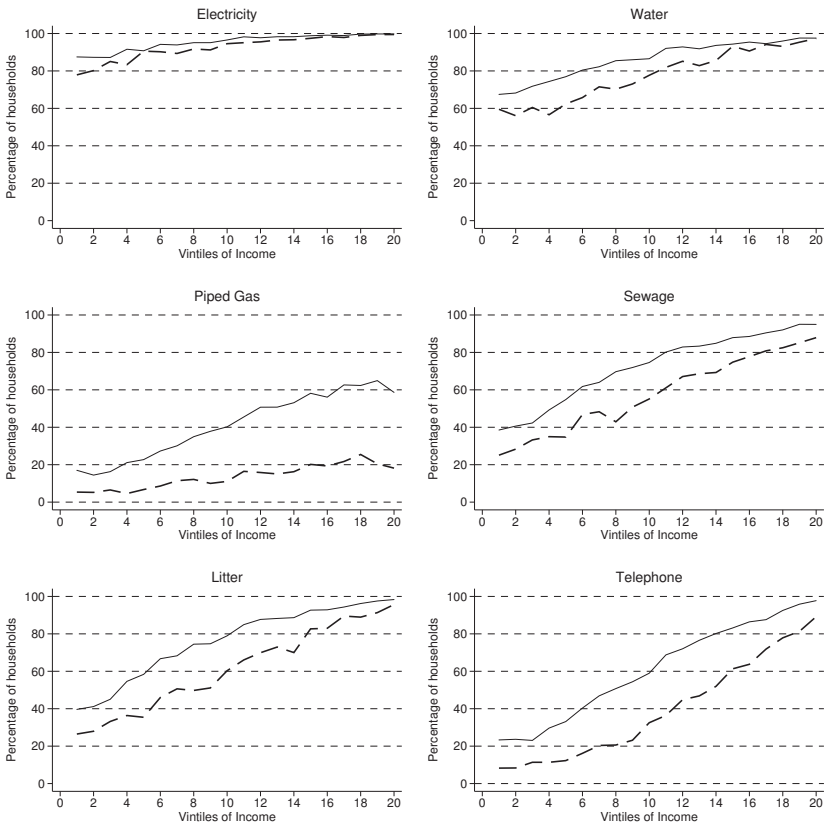 Electricity
Percentage of households
100
80
60
40
20
0
0 2 4 6 8 10 12 14 16 18 20
Vintiles of Income
Water
Percentage of households
100
80
60
40
20
0
0 2 4 6 8 10 12 14 16 18 20
Vintiles of Income
Piped Gas
Percentage of households
100
80
60
40
20
0
0 2 4 6 8 10 12 14 16 18 20
Vintiles of Income
Sewage
Percentage of households
100
80
60
40
20
0
0 2 4 6 8 10 12 14 16 18 20
Vintiles of Income
Litter
Percentage of households
100
80
60
40
20
0
0 2 4 6 8 10 12 14 16 18 20
Vintiles of Income
Telephone
Percentage of households
100
80
60
40
20
0
0 2 4 6 8 10 12 14 16 18 20
Vintiles of Income